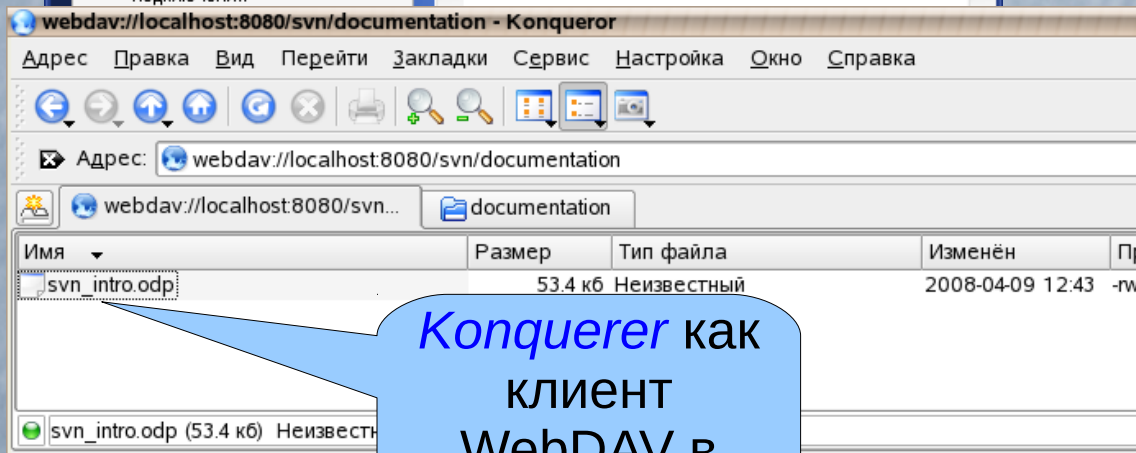 webdav://localhost:8080/svn/documentation - Konqueror
Адрес Правка Вид Перейти Закладки Сервис Настройка Окно Справка
Адрес: webdav://localhost:8080/svn/documentation
webdav://localhost:8080/svn... documentation
Имя Размер Тип файла Изменён
svn_intro.odp 53.4 кб Неизвестный 2008-04-09 12:43 -rw
Konquerer как
клиент
WebDAV в
svn_intro.odp (53.4 кб) Неизвестн